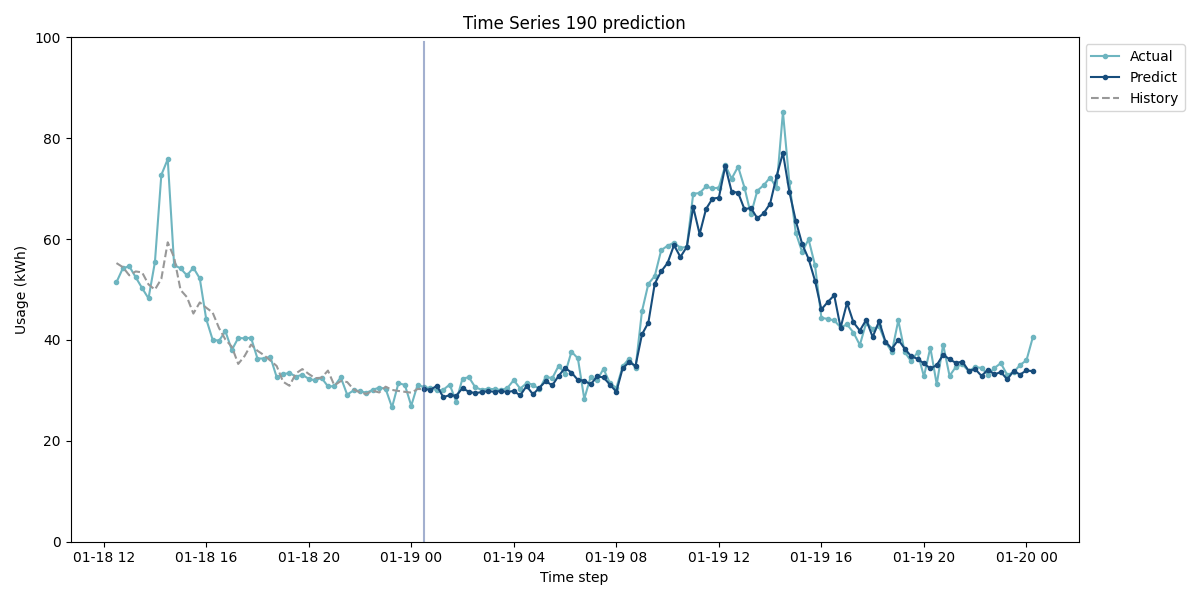 Time Series 190 prediction
100
80
60
40
20
0
Usage (kWh)
01-18 12
01-18 16
01-18 20
01-19 00
01-19 04
01-19 08
01-19 12
01-19 16
01-19 20
01-20 00
Time step
Actual
Predict
History